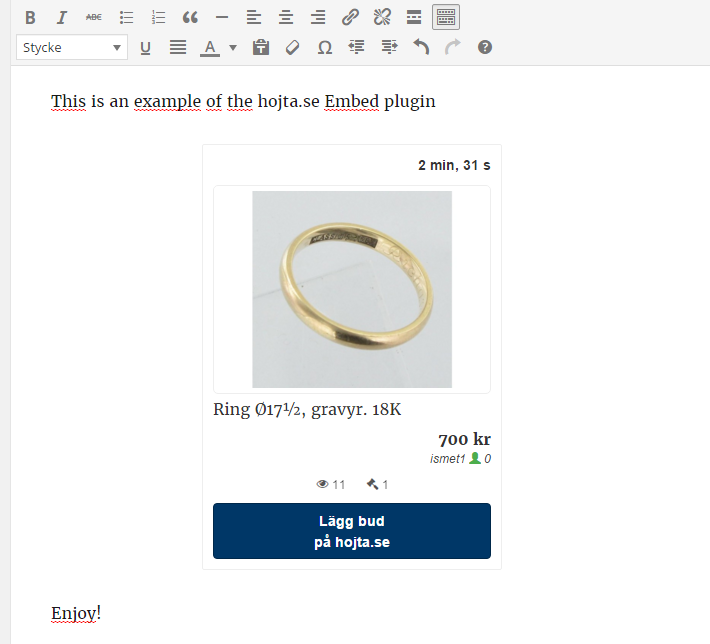 B I ABC
Stycke U A Ω ?
This is an example of the hojta.se Embed plugin
2 min, 31 s
Ring Ø17½, gravyr. 18K
700 kr
ismet1 0
11 1
Lägg bud
på hojta.se
Enjoy!